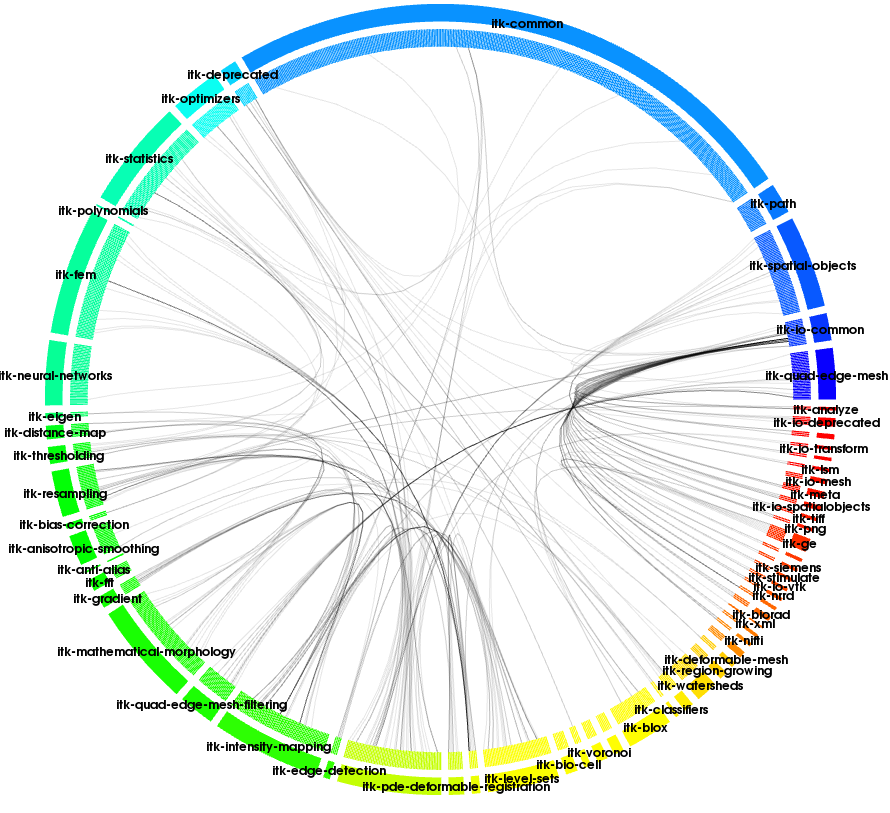 itk-common
itk-deprecated
itk-optimizers
itk-statistics
itk-path
itk-polynomials
itk-spatial-objects
itk-fem
itk-io-common
itk-neural-networks
itk-quad-edge-mesh
itk-analyze
itk-eigen
itk-io-deprecated
itk-distance-map
itk-io-transform
itk-thresholding
itk-lsm
itk-io-mesh
itk-resampling
itk-meta
itk-io-spatialobjects
itk-tiff
itk-bias-correction
itk-png
itk-ge
itk-anisotropic-smoothing
itk-siemens
itk-anti-alias
itk-stimulate
itk-fft
itk-io-vtk
itk-nrrd
itk-gradient
itk-biorad
itk-xml
itk-nifti
itk-mathematical-morphology
itk-deformable-mesh
itk-region-growing
itk-watersheds
itk-quad-edge-mesh-filtering
itk-classifiers
itk-blox
itk-intensity-mapping
itk-voronoi
itk-bio-cell
itk-edge-detection
itk-level-sets
itk-pde-deformable-registration